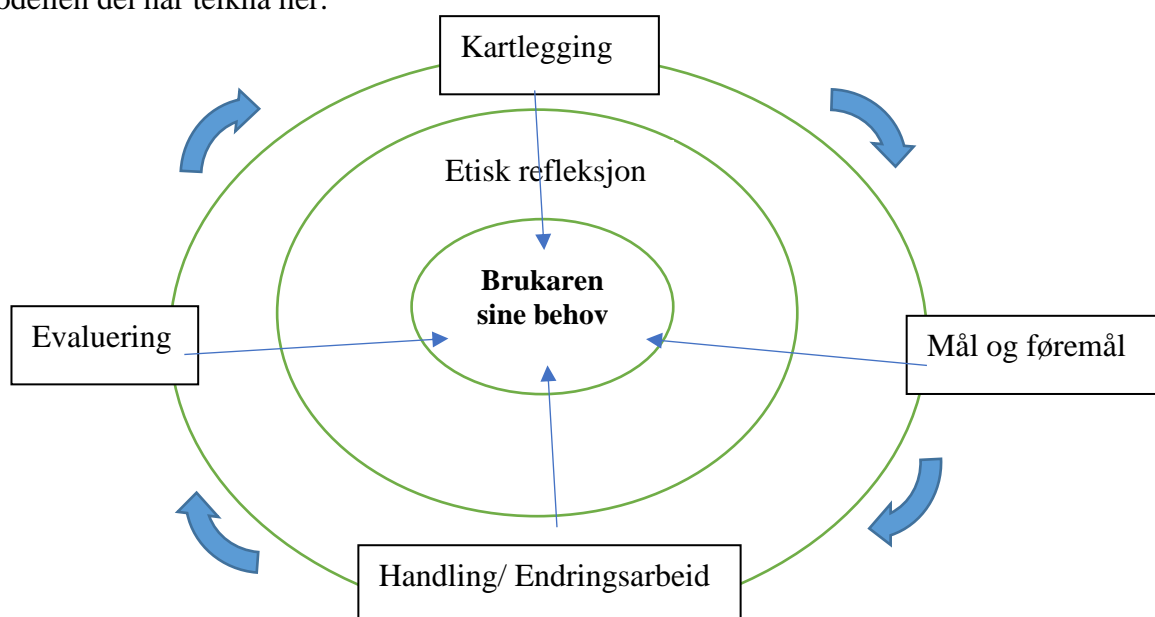 Kartlegging
Etisk refleksjon
Brukaren
sine behov
Evaluering
Mål og føremål
Handling/ Endringsarbeid